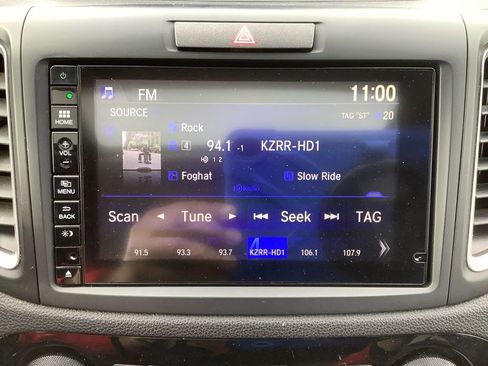 FM
11:00
SOURCE
TAG "ST" 20
HOME
Rock
4 94.1 -1 KZRR-HD1
VOL
1 2
MENU
Foghat Slow Ride
HD Radio
BACK
Scan Tune Seek TAG
91.5 93.3 93.7 KZRR-HD1 106.1 107.9